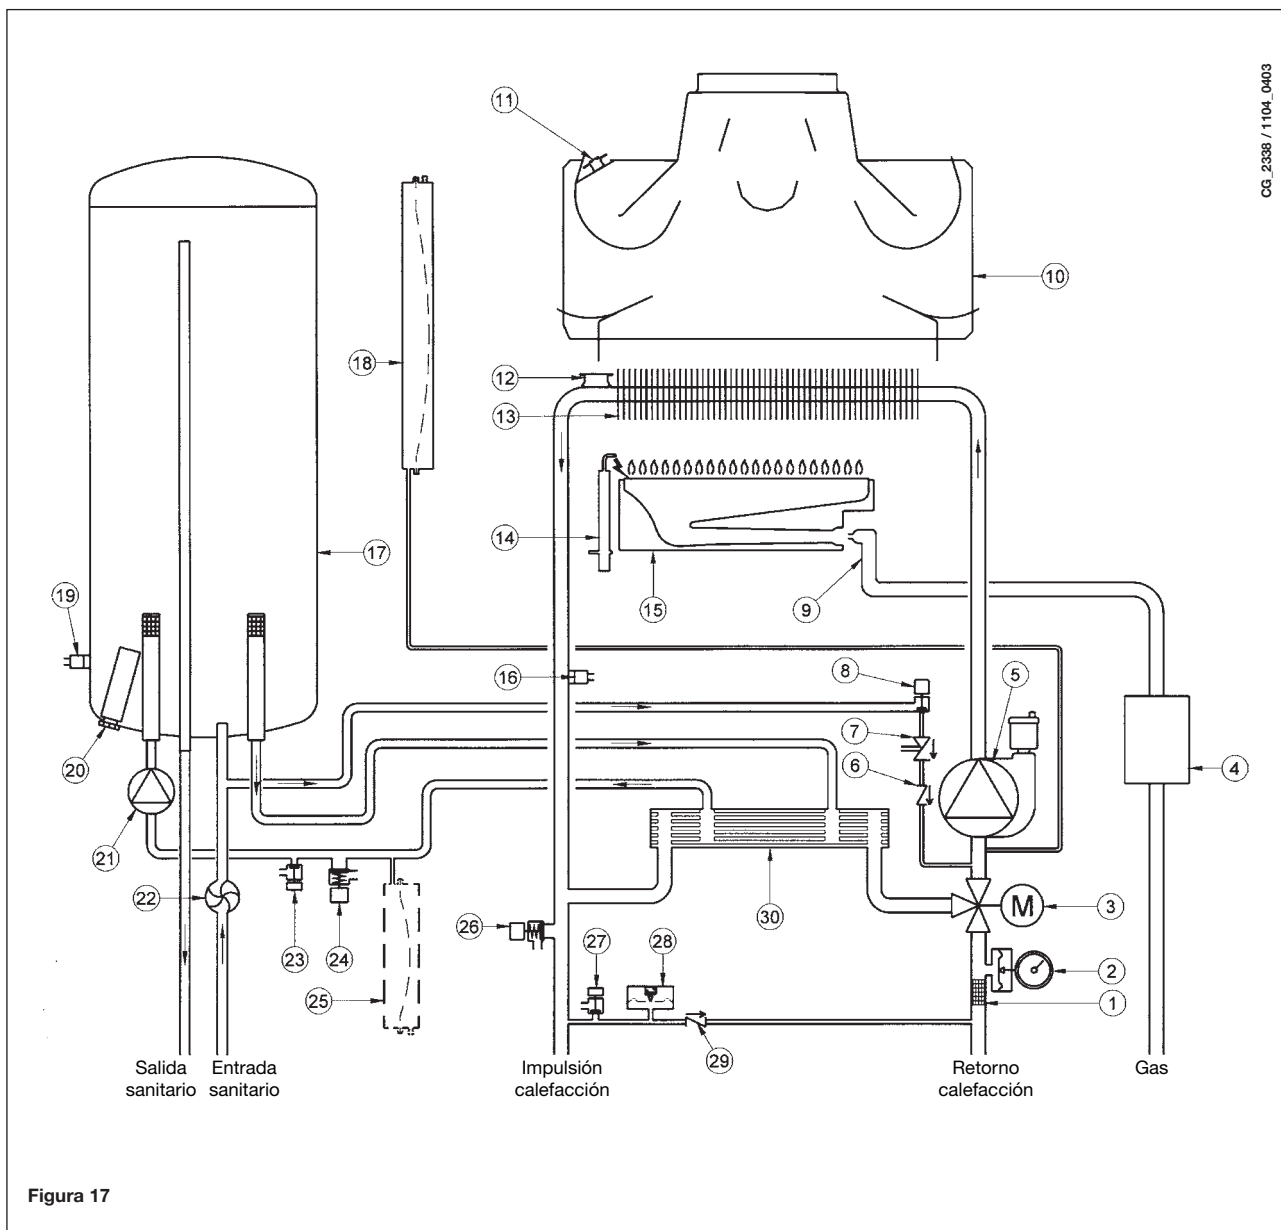 CG_2338 / 1104_0403
11
10
18
12
13
14
15
9
17
19
16
8
5
7
6
4
20
21
22
30
M
3
26
27
28
2
23
24
25
1
29
Salida
sanitario
Entrada
sanitario
Impulsión
calefacción
Retorno
calefacción
Gas
Figura 17